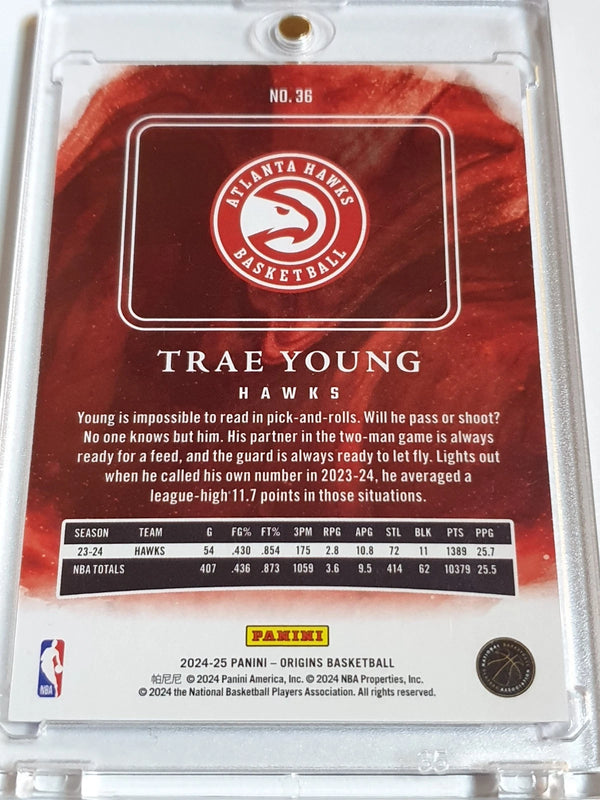 NO. 36
ATLANTA HAWKS
BASKETBALL
TRAE YOUNG
HAWKS
Young is impossible to read in pick-and-rolls. Will he pass or shoot?
No one knows but him. His partner in the two-man game is always
ready for a feed, and the guard is always ready to let fly. Lights out
when he called his own number in 2023-24, he averaged a
league-high 11.7 points in those situations.
SEASON TEAM G FG% FT% 3PM RPG APG STL BLK PTS PPG
23-24 HAWKS 54 .430 .854 175 2.8 10.8 72 11 1389 25.7
NBA TOTALS 407 .436 .873 1059 3.6 9.5 414 62 10379 25.5
PANINI
2024-25 PANINI – ORIGINS BASKETBALL
帕尼尼 © 2024 Panini America, Inc. © 2024 NBA Properties, Inc.
© 2024 the National Basketball Players Association. All rights reserved.
NBA
NATIONAL BASKETBALL
ASSOCIATION